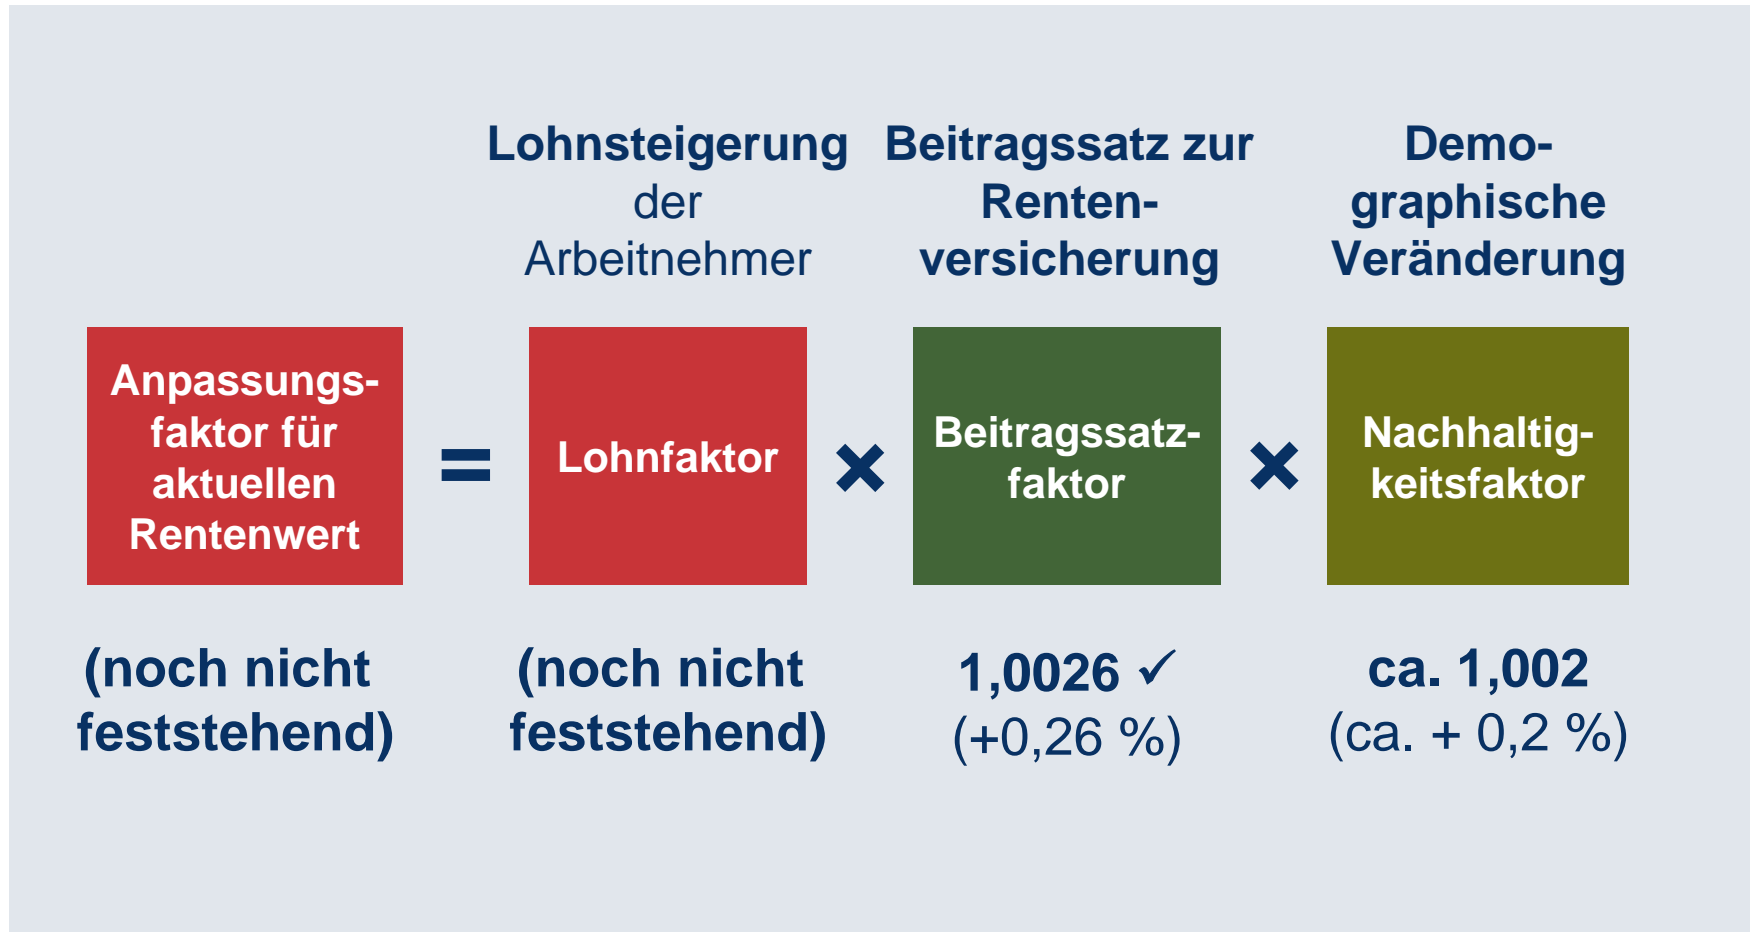 Lohnsteigerung
der
Arbeitnehmer
Beitragssatz zur
Renten-
versicherung
Demo-
graphische
Veränderung
Anpassungs-
faktor für
aktuellen
Rentenwert
=
Lohnfaktor
×
Beitragssatz-
faktor
×
Nachhaltig-
keitsfaktor
(noch nicht
feststehend)
(noch nicht
feststehend)
1,0026 ✓
(+0,26 %)
ca. 1,002
(ca. + 0,2 %)